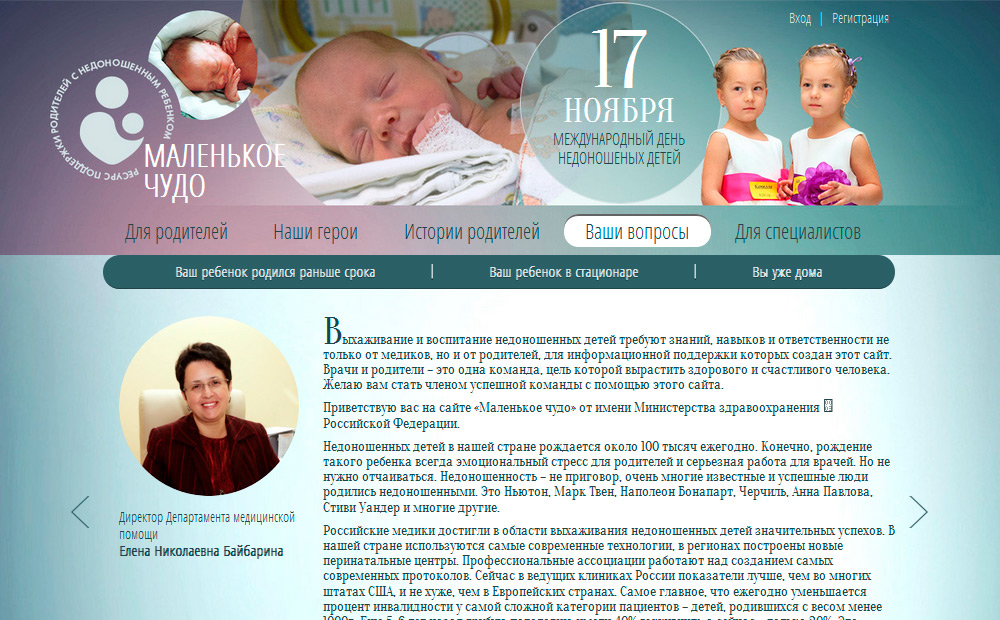 Вход | Регистрация
РЕСУРС ПОДДЕРЖКИ РОДИТЕЛЕЙ С НЕДОНОШЕННЫМ РЕБЕНКОМ
МАЛЕНЬКОЕ
ЧУДО
17
НОЯБРЯ
МЕЖДУНАРОДНЫЙ ДЕНЬ
НЕДОНОШЕНЫХ ДЕТЕЙ
Для родителей Наши герои Истории родителей Ваши вопросы Для специалистов
Ваш ребенок родился раньше срока | Ваш ребенок в стационаре | Вы уже дома
Директор Департамента медицинской
помощи
Елена Николаевна Байбарина
Выхаживание и воспитание недоношенных детей требуют знаний, навыков и ответственности не
только от медиков, но и от родителей, для информационной поддержки которых создан этот сайт.
Врачи и родители – это одна команда, цель которой вырастить здорового и счастливого человека.
Желаю вам стать членом успешной команды с помощью этого сайта.
Приветствую вас на сайте «Маленькое чудо» от имени Министерства здравоохранения
Российской Федерации.
Недоношенных детей в нашей стране рождается около 100 тысяч ежегодно. Конечно, рождение
такого ребенка всегда эмоциональный стресс для родителей и серьезная работа для врачей. Но не
нужно отчаиваться. Недоношенность – не приговор, очень многие известные и успешные люди
родились недоношенными. Это Ньютон, Марк Твен, Наполеон Бонапарт, Черчиль, Анна Павлова,
Стиви Уандер и многие другие.
Российские медики достигли в области выхаживания недоношенных детей значительных успехов. В
нашей стране используются самые современные технологии, в регионах построены новые
перинатальные центры. Профессиональные ассоциации работают над созданием самых
современных протоколов. Сейчас в ведущих клиниках России показатели лучше, чем во многих
штатах США, и не хуже, чем в Европейских странах. Самое главное, что ежегодно уменьшается
процент инвалидности у самой сложной категории пациентов – детей, родившихся с весом менее